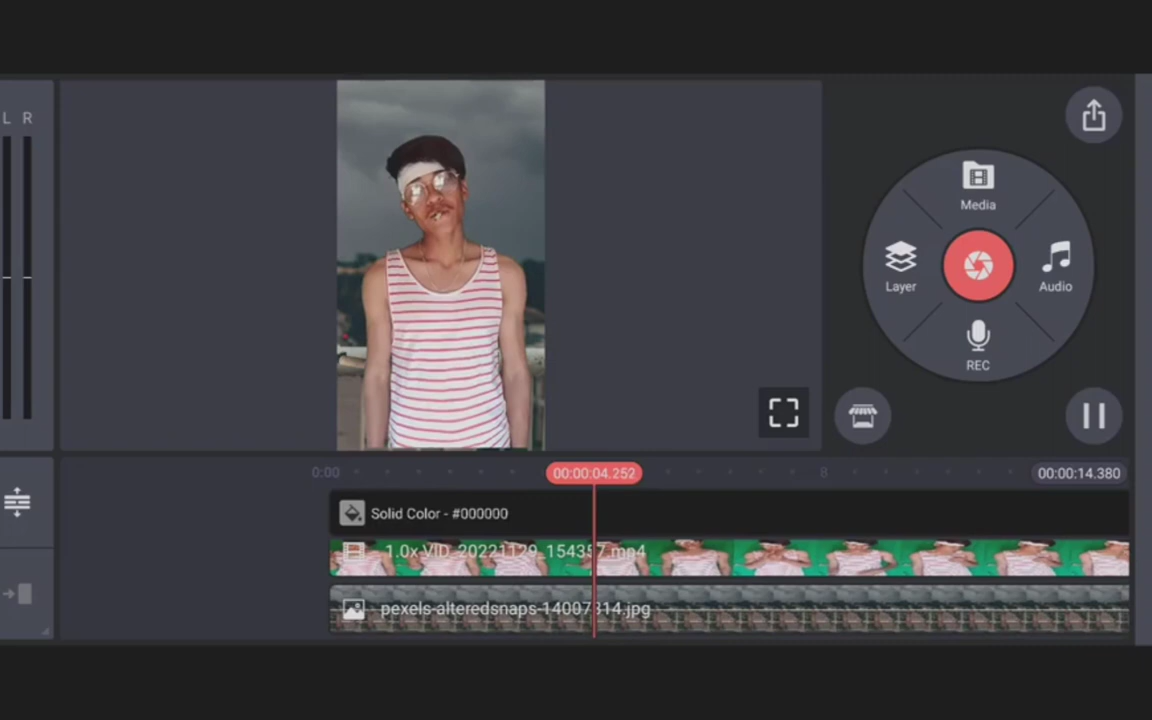 L R
Media
Layer
Audio
REC
0:00
00:00:04.252
8
00:00:14.380
Solid Color - #000000
1.0x VID_20221129_154357.mp4
pexels-alteredsnaps-14007314.jpg